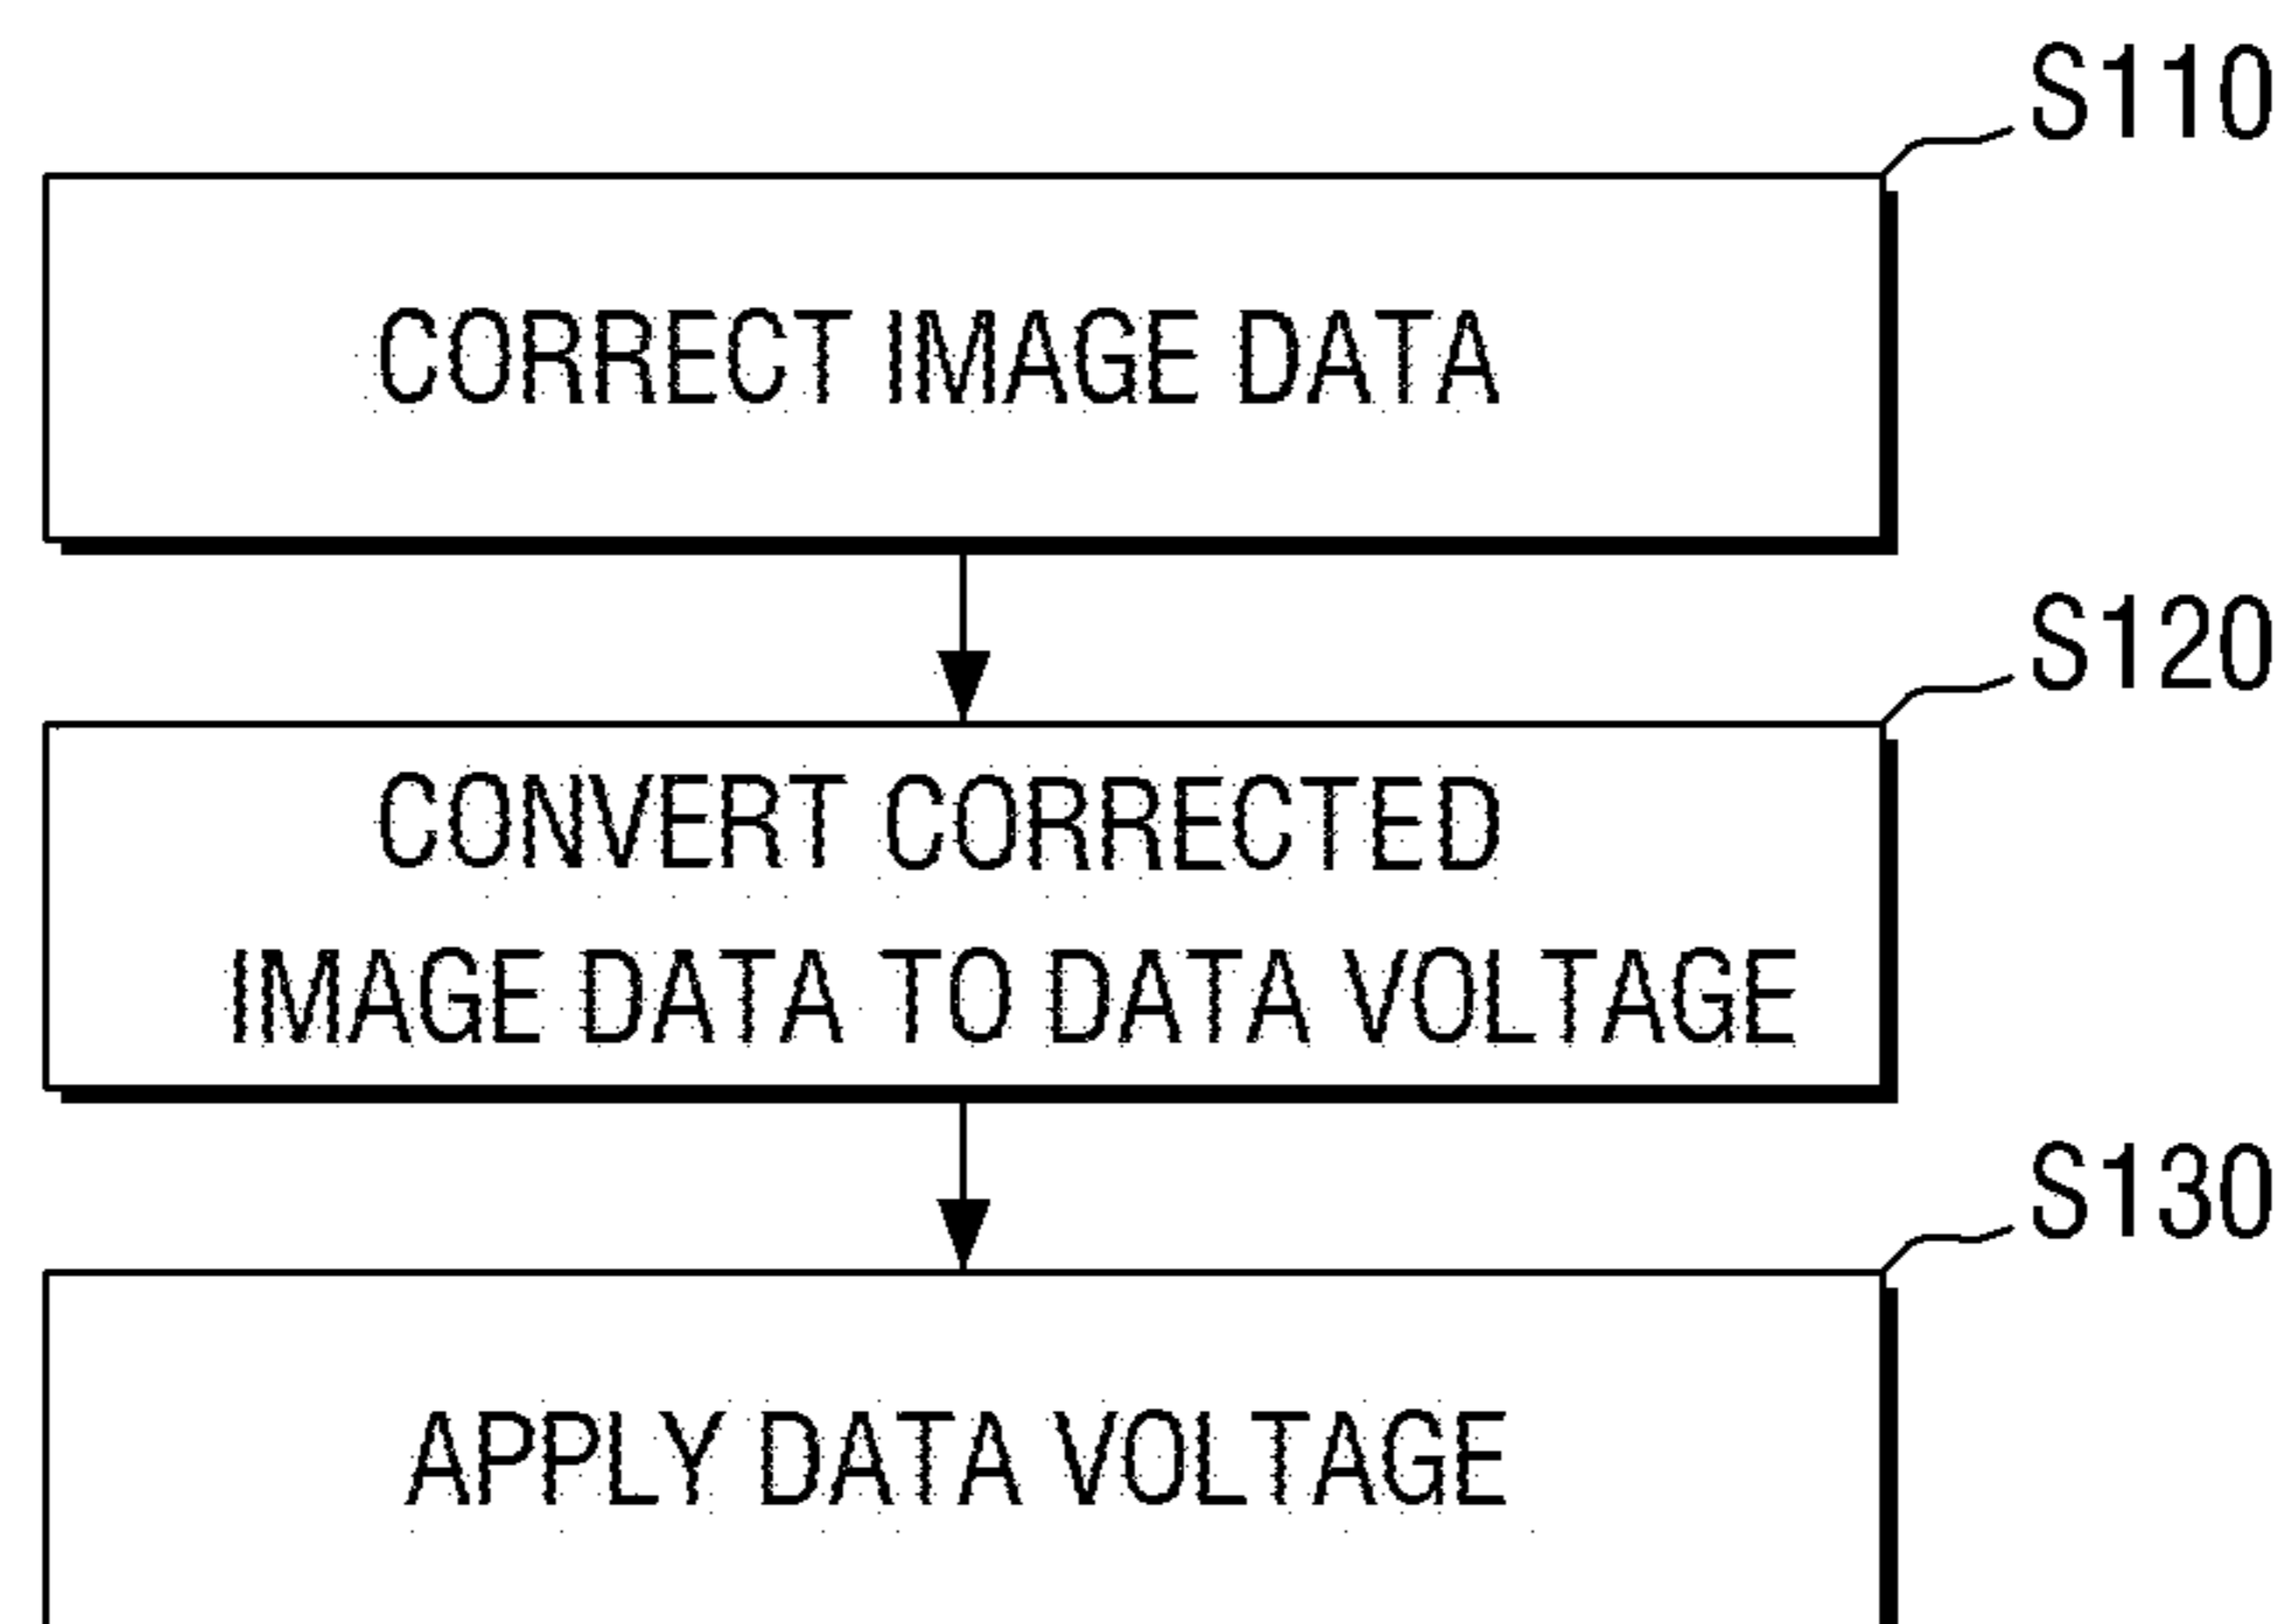 S110
CORRECT IMAGE DATA
S120
CONVERT CORRECTED
IMAGE DATA TO DATA VOLTAGE
S130
APPLY DATA VOLTAGE